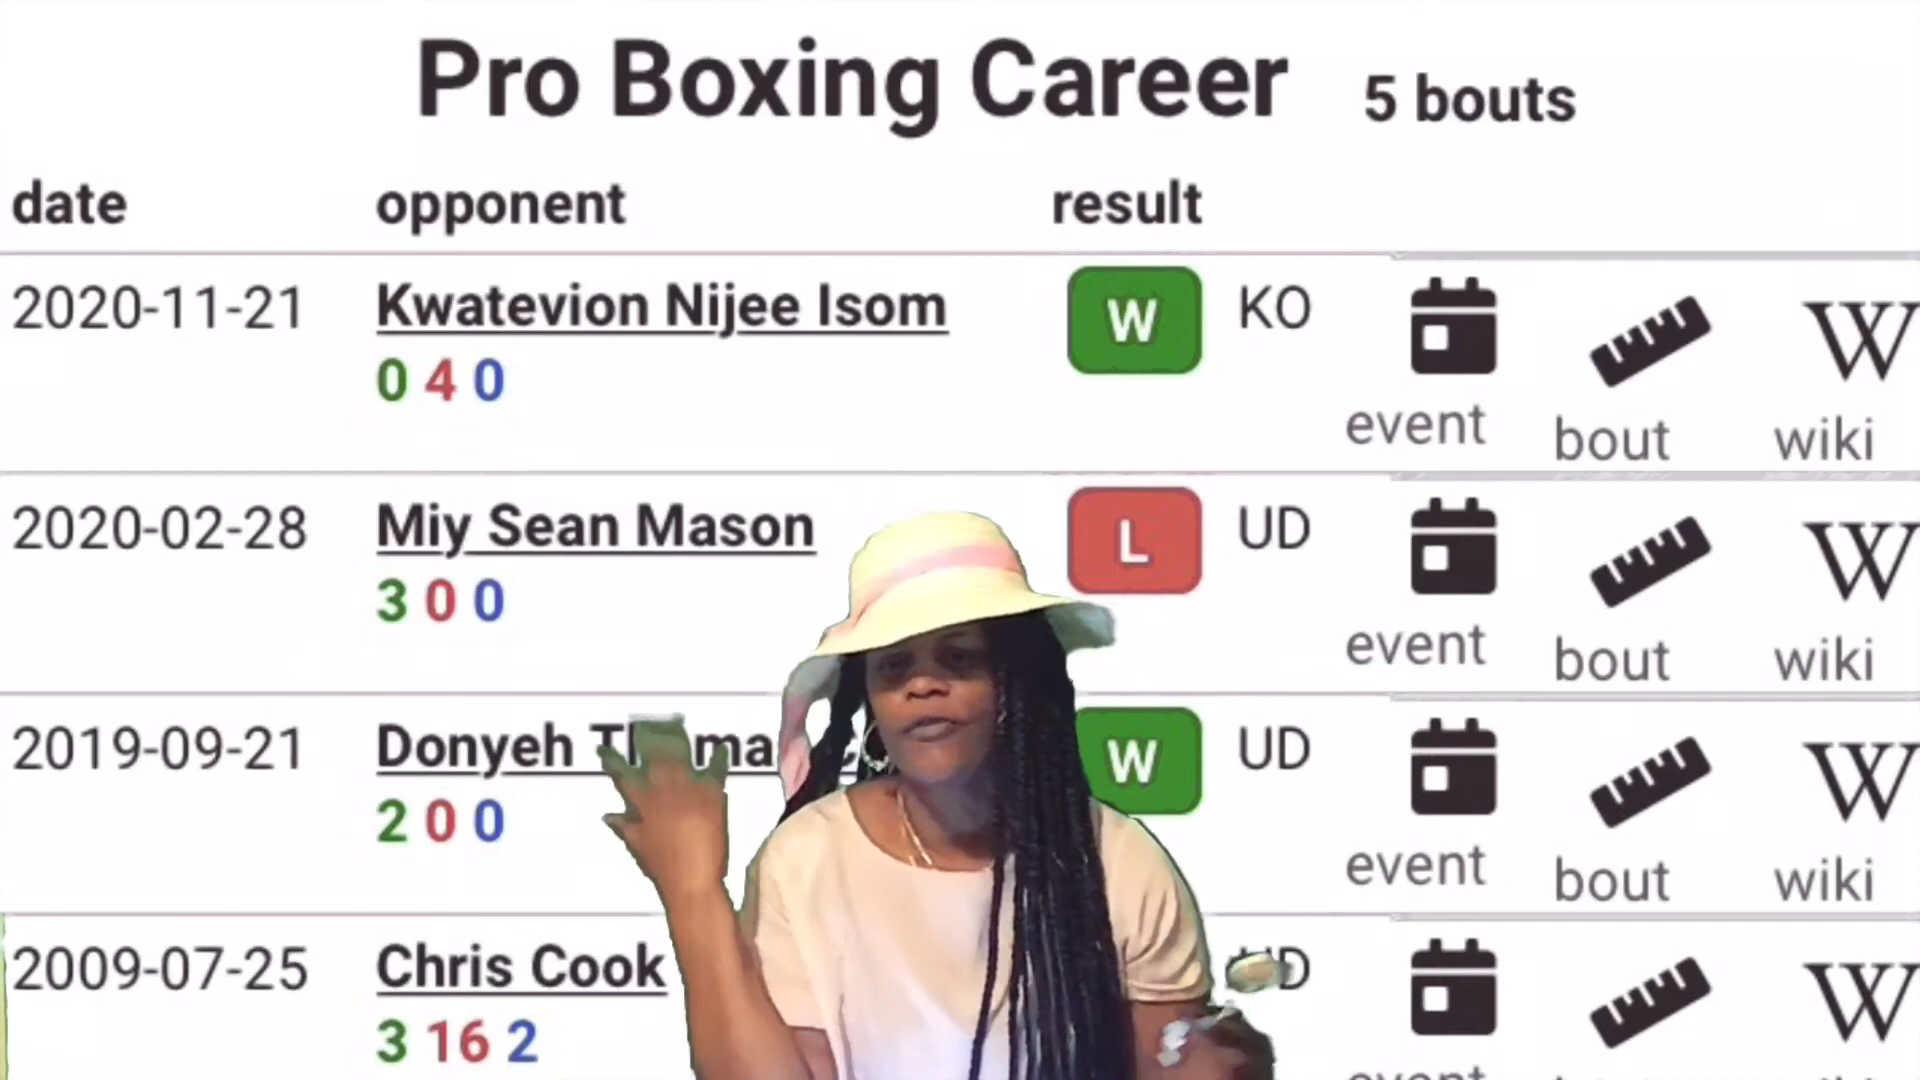 Pro Boxing Career 5 bouts
date opponent result
2020-11-21 Kwatevion Nijee Isom W KO
0 4 0
event bout wiki
2020-02-28 Miy Sean Mason L UD
3 0 0
event bout wiki
2019-09-21 Donyeh W UD
2 0 0
event bout wiki
2009-07-25 Chris Cook
3 16 2